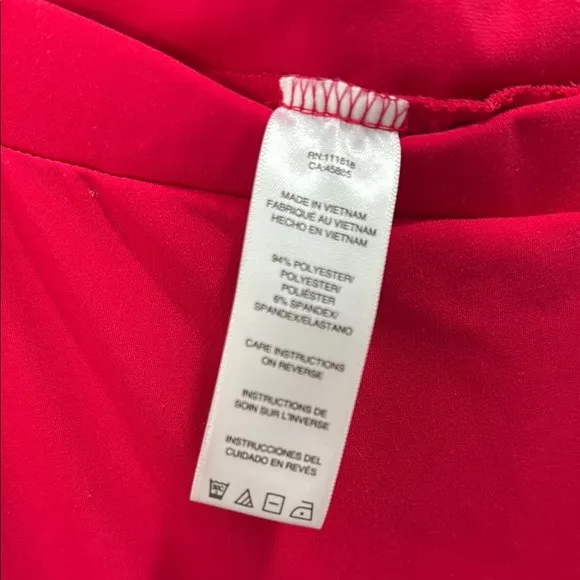 RN:111818
CA:45885
MADE IN VIETNAM
FABRIQUÉ AU VIETNAM
HECHO EN VIETNAM
94% POLYESTER/
POLYESTER/
POLIÉSTER
6% SPANDEX/
SPANDEX/ELASTANO
CARE INSTRUCTIONS
ON REVERSE
INSTRUCTIONS DE
SOIN SUR L'INVERSE
INSTRUCCIONES DEL
CUIDADO EN REVÉS